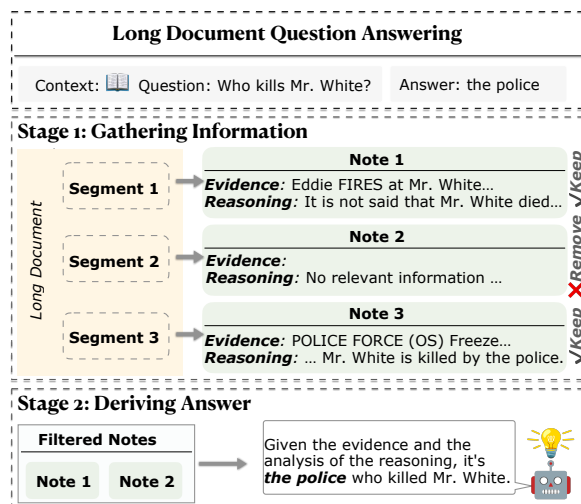 Long Document Question Answering
Context: Question: Who kills Mr. White?
Answer: the police
Stage 1: Gathering Information
Long Document
Segment 1
Note 1
Evidence: Eddie FIRES at Mr. White...
Reasoning: It is not said that Mr. White died...
√Keep
Segment 2
Note 2
Evidence:
Reasoning: No relevant information ...
Remove
Segment 3
Note 3
Evidence: POLICE FORCE (OS) Freeze...
Reasoning: ... Mr. White is killed by the police.
√Keep
Stage 2: Deriving Answer
Filtered Notes
Note 1
Note 2
Given the evidence and the
analysis of the reasoning, it's
the police who killed Mr. White.